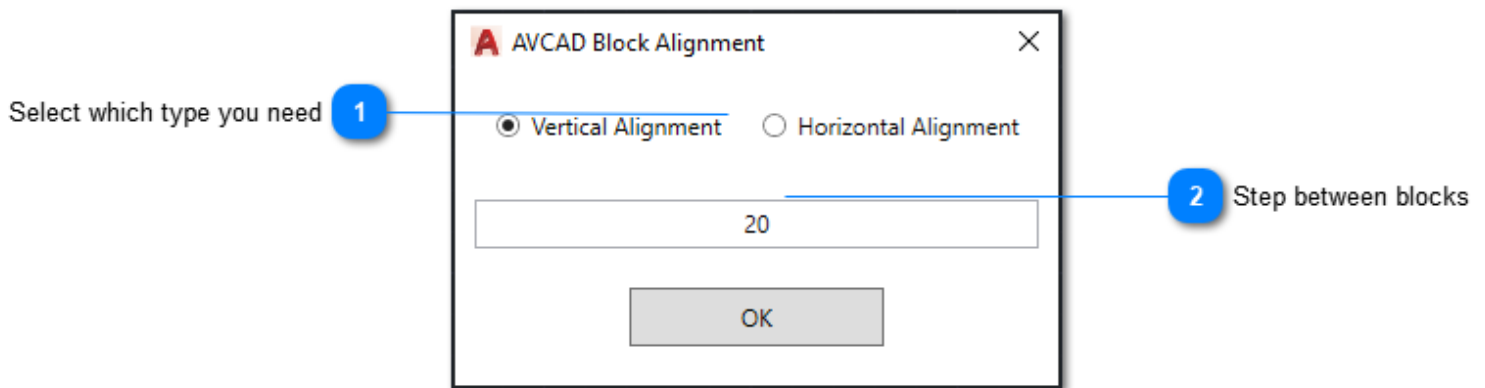 AVCAD Block Alignment
Select which type you need 1
Vertical Alignment Horizontal Alignment
2 Step between blocks
20
OK